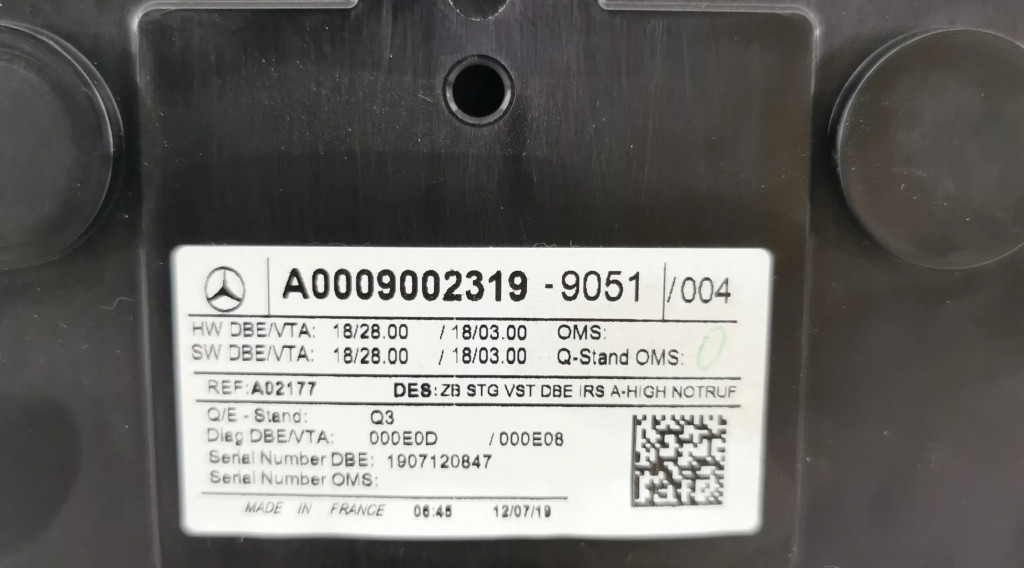 A0009002319 -9051 /004
HW DBE/VTA: 18/28.00 /18/03.00 OMS:
SW DBE/VTA: 18/28.00 /18/03.00 Q-Stand OMS: 0
REF:A02177 DES:ZB STG VST DBE IRS A-HIGH NOTRUF
Q/E - Stand: Q3
Diag DBE/VTA: 000E0D /000E08
Serial Number DBE: 1907120847
Serial Number OMS:
MADE IN FRANCE 06:45 12/07/19